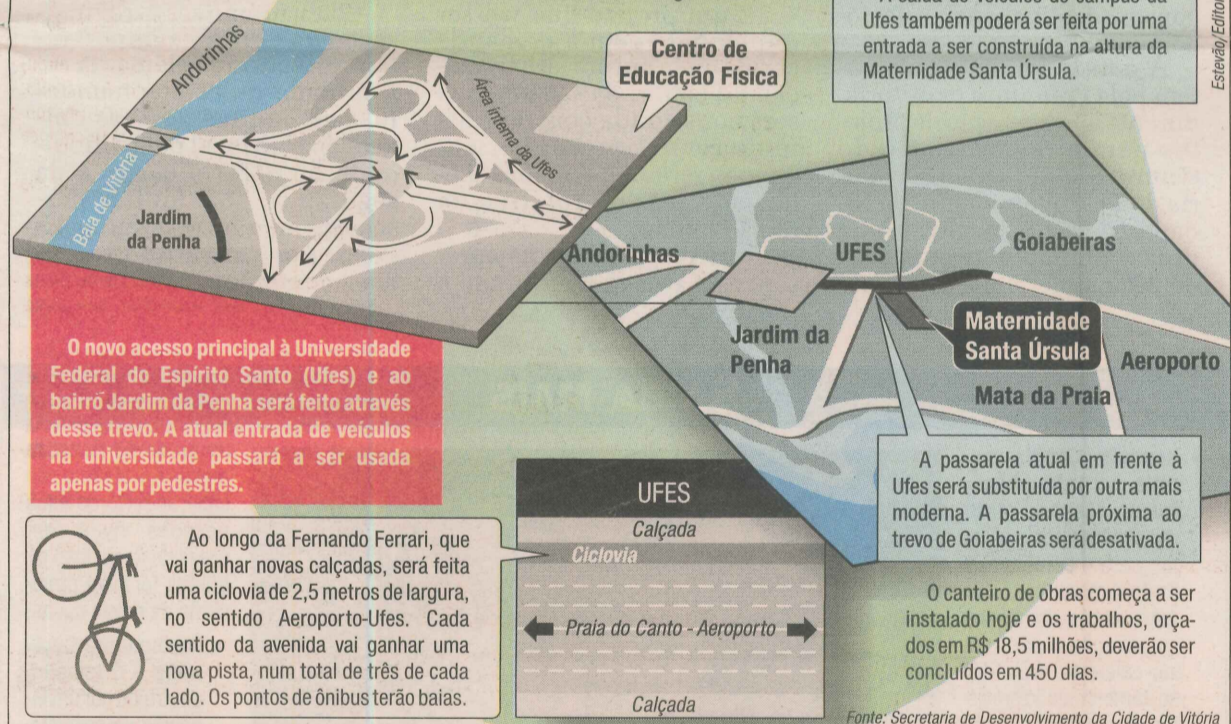 Ufes também poderá ser feita por uma
entrada a ser construída na altura da
Maternidade Santa Úrsula.
Estevão/Editor
Centro de
Educação Física
Andorinhas
Área interna da Ufes
Baía de Vitória
Jardim
da Penha
Andorinhas
UFES
Goiabeiras
Jardim da
Penha
Maternidade
Santa Úrsula
Aeroporto
Mata da Praia
O novo acesso principal à Universidade
Federal do Espírito Santo (Ufes) e ao
bairro Jardim da Penha será feito através
desse trevo. A atual entrada de veículos
na universidade passará a ser usada
apenas por pedestres.
A passarela atual em frente à
Ufes será substituída por outra mais
moderna. A passarela próxima ao
trevo de Goiabeiras será desativada.
Ao longo da Fernando Ferrari, que
vai ganhar novas calçadas, será feita
uma ciclovia de 2,5 metros de largura,
no sentido Aeroporto-Ufes. Cada
sentido da avenida vai ganhar uma
nova pista, num total de três de cada
lado. Os pontos de ônibus terão baias.
UFES
Calçada
Ciclovia
Praia do Canto - Aeroporto
Calçada
O canteiro de obras começa a ser
instalado hoje e os trabalhos, orça-
dos em R$ 18,5 milhões, deverão ser
concluídos em 450 dias.
Fonte: Secretaria de Desenvolvimento da Cidade de Vitória